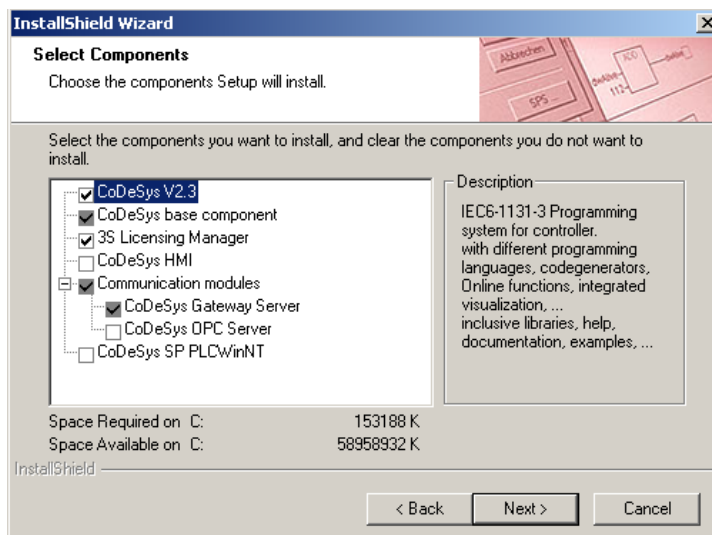 InstallShield Wizard
Select Components
Choose the components Setup will install.
Abbrechen
ADD
112
SPS ...
Select the components you want to install, and clear the components you do not want to
install.
CoDeSys V2.3
CoDeSys base component
3S Licensing Manager
CoDeSys HMI
Communication modules
CoDeSys Gateway Server
CoDeSys OPC Server
CoDeSys SP PLCWinNT
Description
IEC6-1131-3 Programming
system for controller.
with different programming
languages, codegenerators,
Online functions, integrated
visualization, ...
inclusive libraries, help,
documentation, examples, ...
Space Required on C: 153188 K
Space Available on C: 58958932 K
InstallShield
< Back Next > Cancel